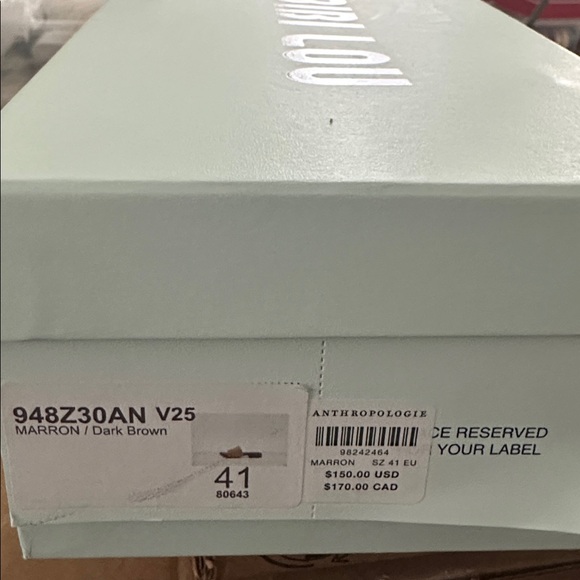 LOU
948Z30AN V25
MARRON / Dark Brown
41
80643
ANTHROPOLOGIE
98242464
MARRON SZ 41 EU
$150.00 USD
$170.00 CAD
CE RESERVED
YOUR LABEL